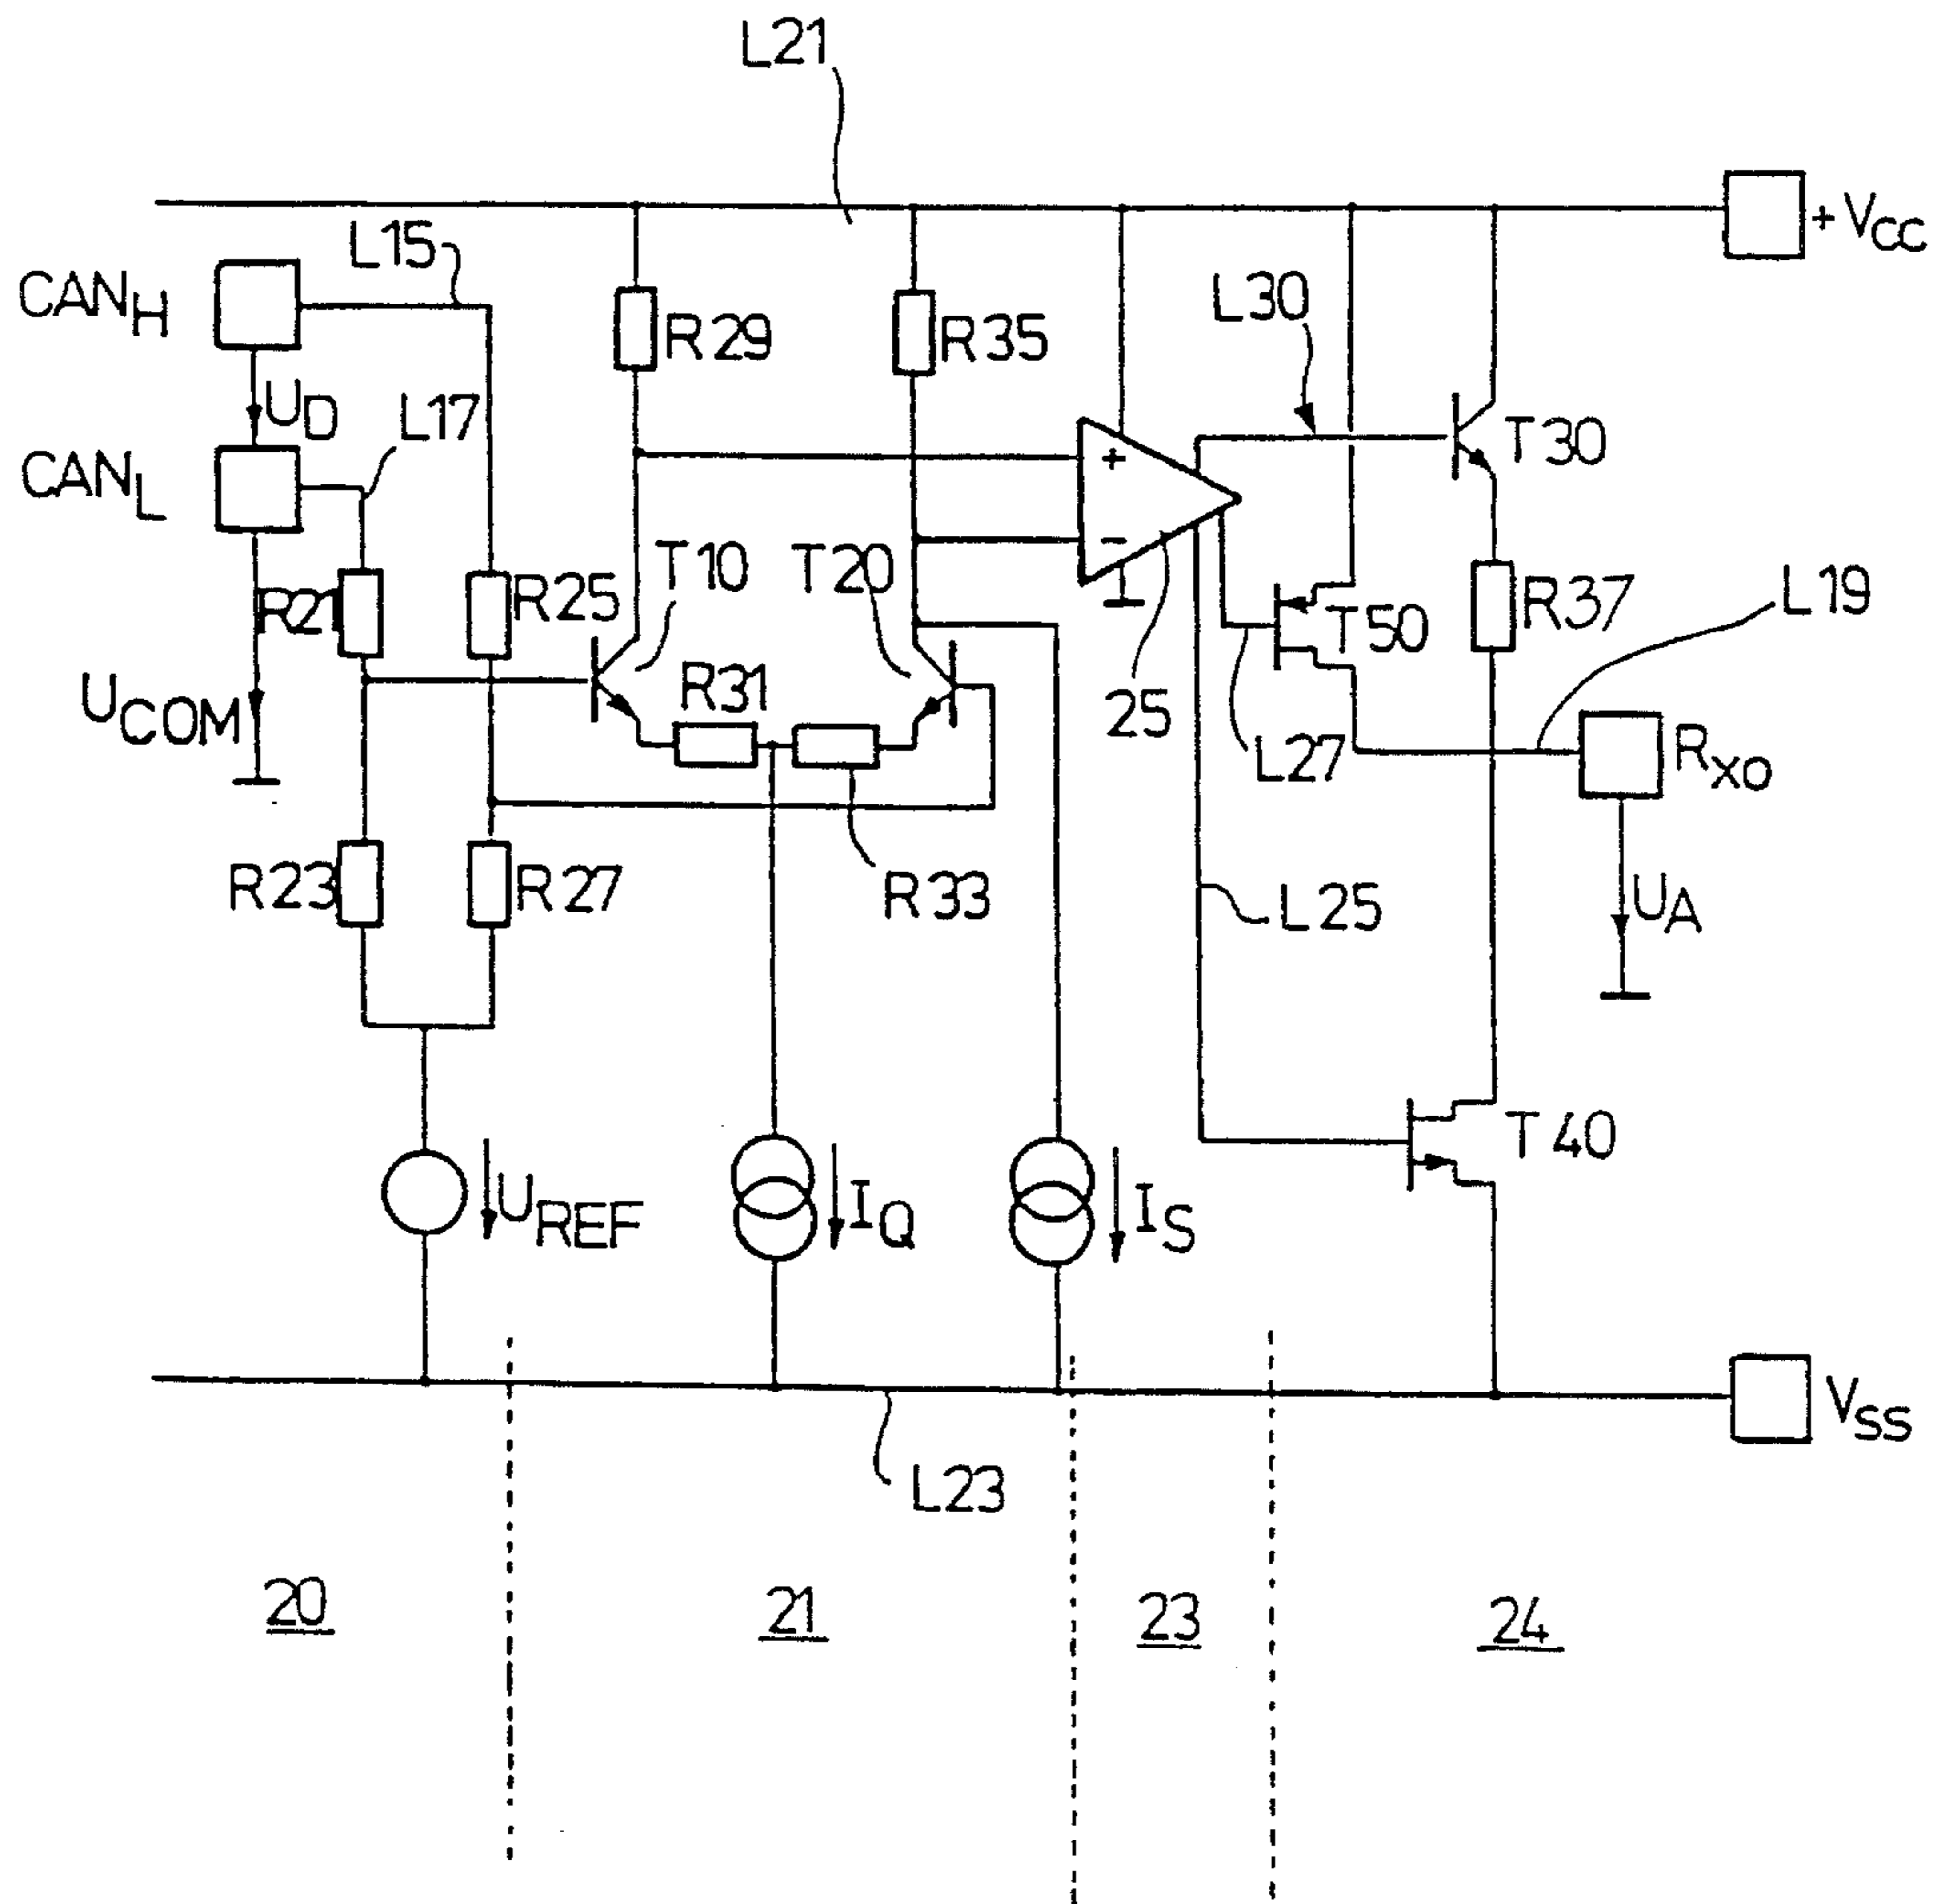 L21
+ VCC
L15
CANH
L30
R29
R35
UD
L17
T30
CANL
+
-
T10
T20
R21
R25
T50
R37
L19
UCOM
R31
25
L27
RXO
R23
R27
R33
L25
UA
T40
UREF
IQ
IS
VSS
L23
20
21
23
24